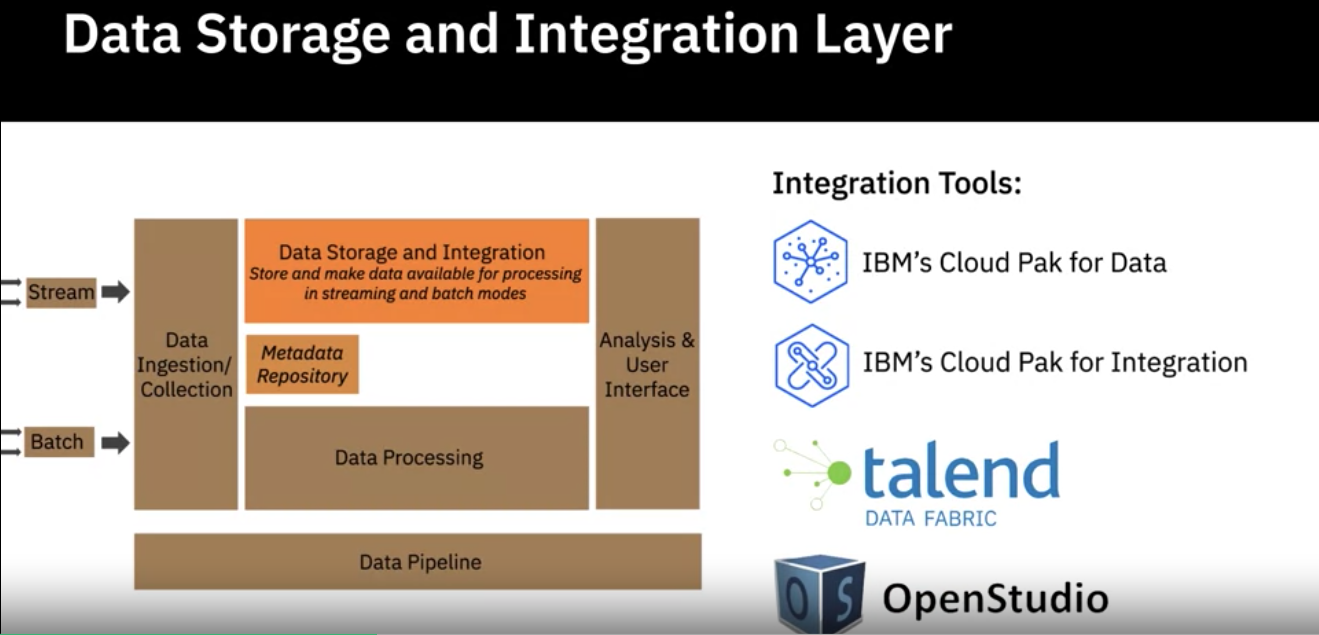 Data Storage and Integration Layer
Stream
Batch
Data
Ingestion/
Collection
Data Storage and Integration
Store and make data available for processing
in streaming and batch modes
Metadata
Repository
Data Processing
Analysis &
User
Interface
Data Pipeline
Integration Tools:
IBM’s Cloud Pak for Data
IBM’s Cloud Pak for Integration
talend
DATA FABRIC
OS
OpenStudio